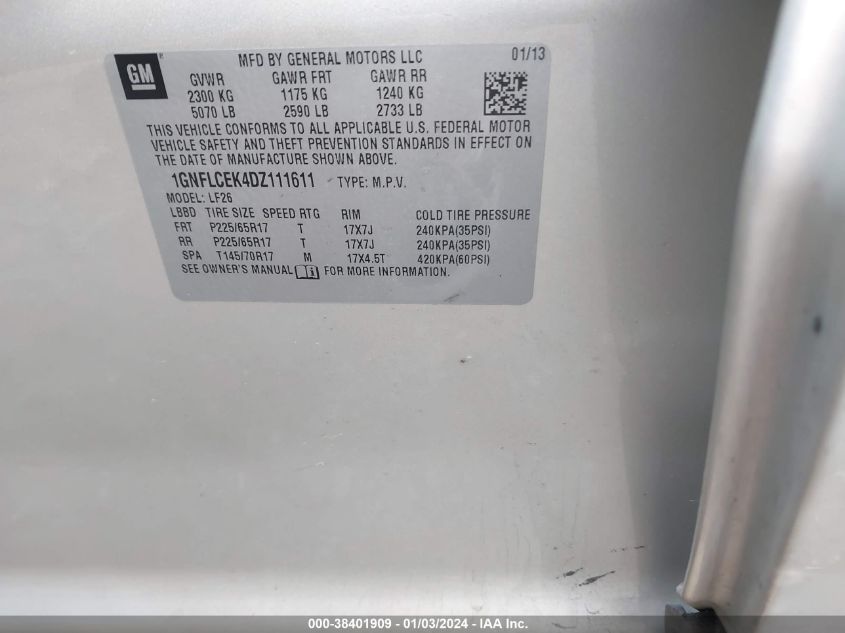 GM
MFD BY GENERAL MOTORS LLC 01/13
GVWR GAWR FRT GAWR RR
2300 KG 1175 KG 1240 KG
5070 LB 2590 LB 2733 LB
THIS VEHICLE CONFORMS TO ALL APPLICABLE U.S. FEDERAL MOTOR
VEHICLE SAFETY AND THEFT PREVENTION STANDARDS IN EFFECT ON
THE DATE OF MANUFACTURE SHOWN ABOVE.
1GNFLCEK4DZ111611 TYPE: M.P.V.
MODEL: LF26
LBBD TIRE SIZE SPEED RTG RIM COLD TIRE PRESSURE
FRT P225/65R17 T 17X7J 240KPA(35PSI)
RR P225/65R17 T 17X7J 240KPA(35PSI)
SPA T145/70R17 M 17X4.5T 420KPA(60PSI)
SEE OWNER'S MANUAL FOR MORE INFORMATION.
000-38401909 - 01/03/2024 - IAA Inc.